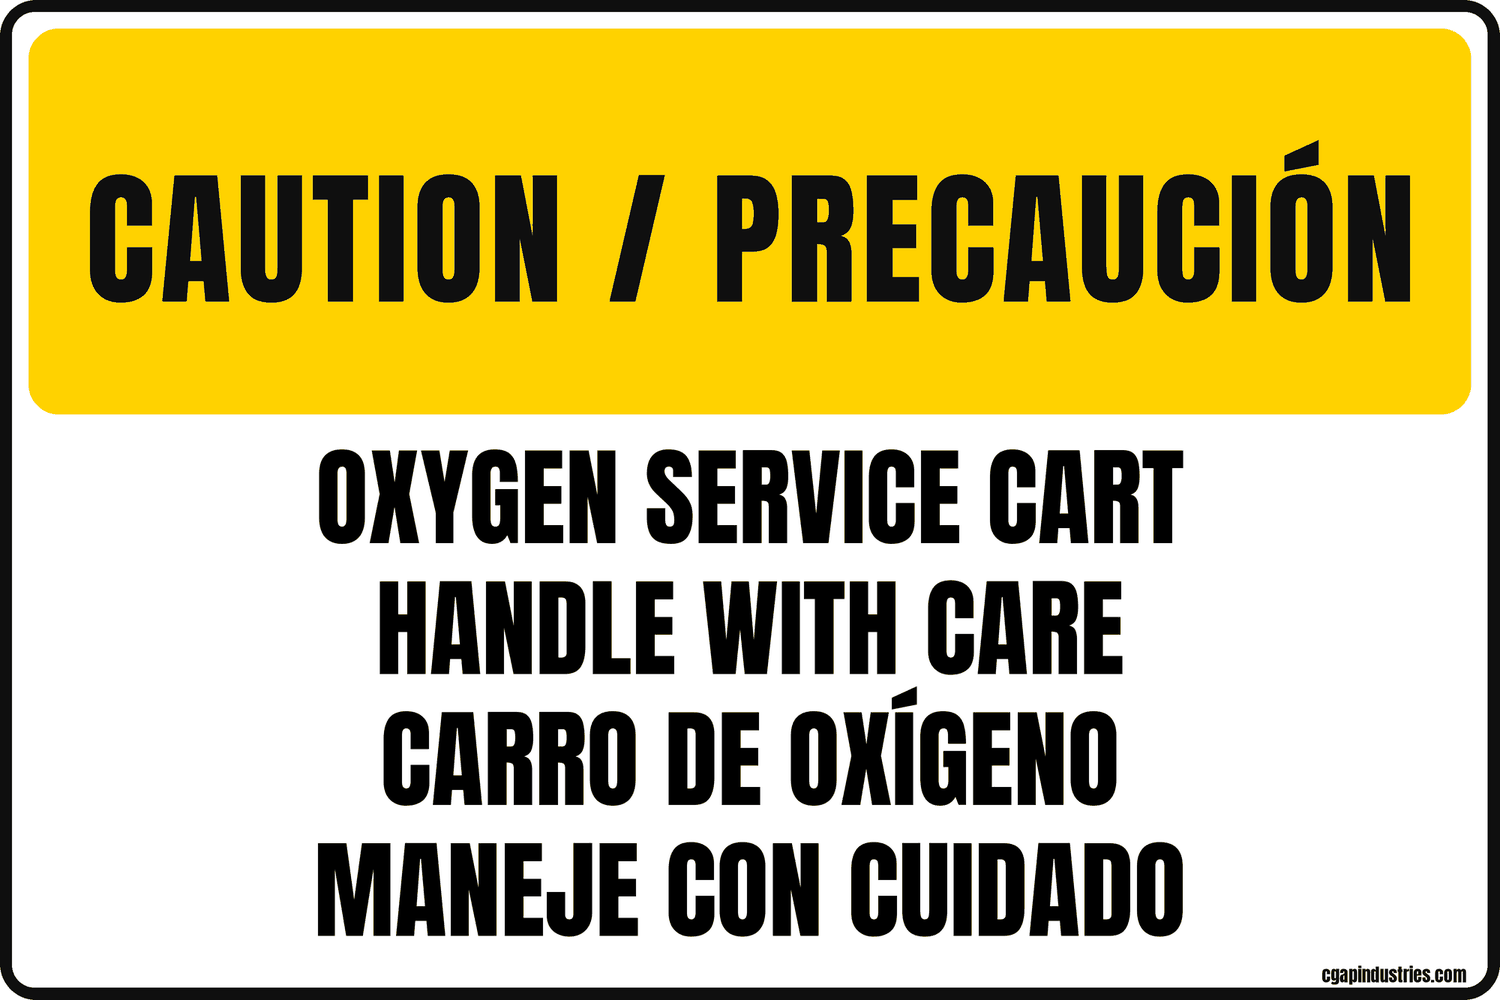 CAUTION / PRECAUCIÓN
OXYGEN SERVICE CART
HANDLE WITH CARE
CARRO DE OXÍGENO
MANEJE CON CUIDADO
cgapindustries.com